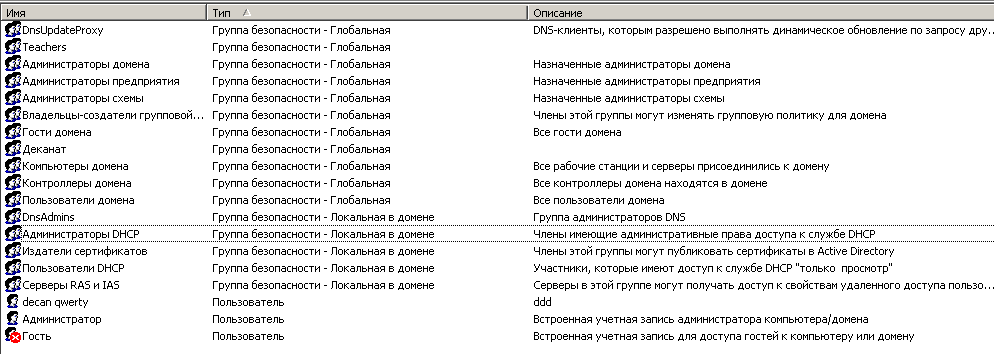 Имя Тип Описание
DnsUpdateProxy Группа безопасности - Глобальная DNS-клиенты, которым разрешено выполнять динамическое обновление по запросу дру...
Teachers Группа безопасности - Глобальная
Администраторы домена Группа безопасности - Глобальная Назначенные администраторы домена
Администраторы предприятия Группа безопасности - Глобальная Назначенные администраторы предприятия
Администраторы схемы Группа безопасности - Глобальная Назначенные администраторы схемы
Владельцы-создатели групповой... Группа безопасности - Глобальная Члены этой группы могут изменять групповую политику для домена
Гости домена Группа безопасности - Глобальная Все гости домена
Деканат Группа безопасности - Глобальная
Компьютеры домена Группа безопасности - Глобальная Все рабочие станции и серверы присоединились к домену
Контроллеры домена Группа безопасности - Глобальная Все контроллеры домена находятся в домене
Пользователи домена Группа безопасности - Глобальная Все пользователи домена
DnsAdmins Группа безопасности - Локальная в домене Группа администраторов DNS
Администраторы DHCP Группа безопасности - Локальная в домене Члены имеющие административные права доступа к службе DHCP
Издатели сертификатов Группа безопасности - Локальная в домене Члены этой группы могут публиковать сертификаты в Active Directory
Пользователи DHCP Группа безопасности - Локальная в домене Участники, которые имеют доступ к службе DHCP "только просмотр"
Серверы RAS и IAS Группа безопасности - Локальная в домене Серверы в этой группе могут получать доступ к свойствам удаленного доступа пользо...
decan qwerty Пользователь ddd
Администратор Пользователь Встроенная учетная запись администратора компьютера/домена
Гость Пользователь Встроенная учетная запись для доступа гостей к компьютеру или домену